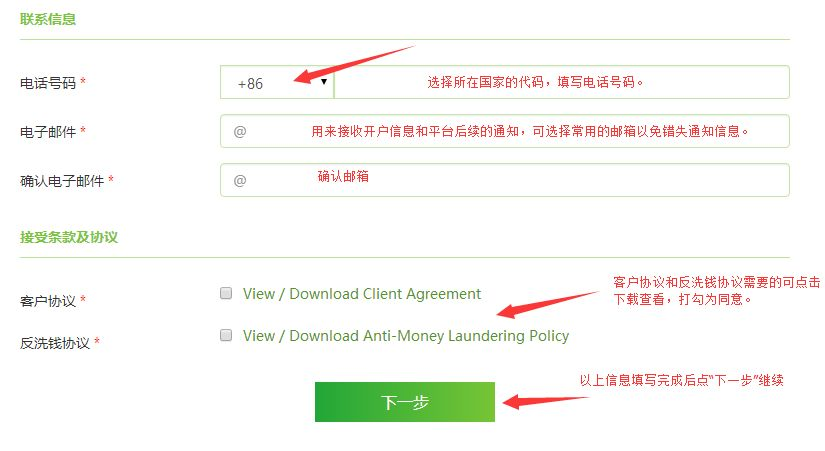 联系信息
电话号码 *
+86
选择所在国家的代码，填写电话号码。
电子邮件 *
@
用来接收开户信息和平台后续的通知，可选择常用的邮箱以免错失通知信息。
确认电子邮件 *
@
确认邮箱
接受条款及协议
客户协议 *
View / Download Client Agreement
客户协议和反洗钱协议需要的可点击
下载查看，打勾为同意。
反洗钱协议 *
View / Download Anti-Money Laundering Policy
下一步
以上信息填写完成后点“下一步”继续